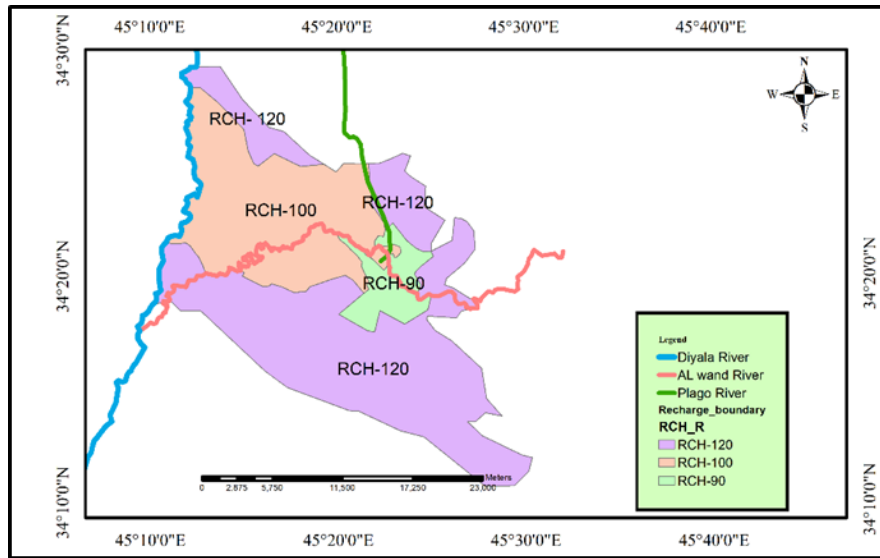 45°10'0"E 45°20'0"E 45°30'0"E 45°40'0"E
34°30'0"N
34°30'0"N
N
W E
S
RCH- 120
RCH-120
RCH-100
34°20'0"N
34°20'0"N
RCH-90
RCH-120
Legend
Diyala River
AL wand River
Plago River
Recharge_boundary
RCH_R
RCH-120
RCH-100
RCH-90
Meters
0 2,875 5,750 11,500 17,250 23,000
34°10'0"N
34°10'0"N
45°10'0"E 45°20'0"E 45°30'0"E 45°40'0"E